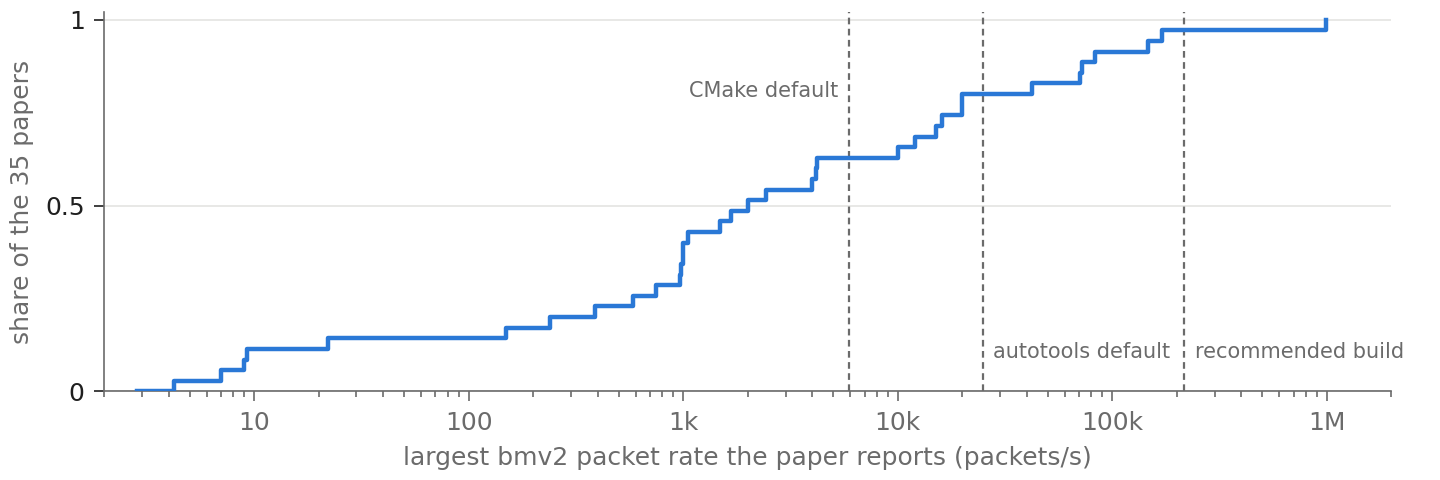 1
CMake default
share of the 35 papers
0.5
autotools default
recommended build
0
10
100
1k
10k
100k
1M
largest bmv2 packet rate the paper reports (packets/s)